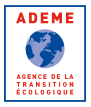 ADEME
AGENCE DE LA
TRANSITION
ÉCOLOGIQUE